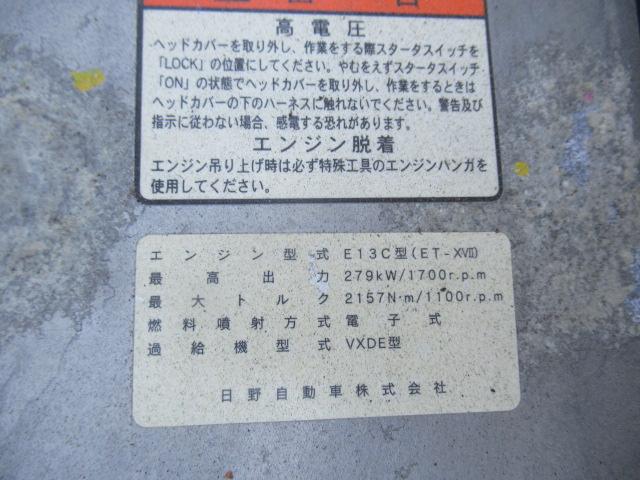 高電圧
ヘッドカバーを取り外し、作業をする際スタータスイッチを
「LOCK」の位置にしてください。やむをえずスタータスイッチ
「ON」の状態でヘッドカバーを取り外し、作業をするときは
ヘッドカバーの下のハーネスに触れないでください。警告及び
指示に従わない場合、感電する恐れがあります。
エンジン脱着
エンジン吊り上げ時は必ず特殊工具のエンジンハンガを
使用してください。
エンジン型式 E13C型(ET-XVII)
最高出力 279kW/1700r.p.m
最大トルク 2157N·m/1100r.p.m
燃料噴射方式 電子式
過給機型式 VXDE型
日野自動車株式会社